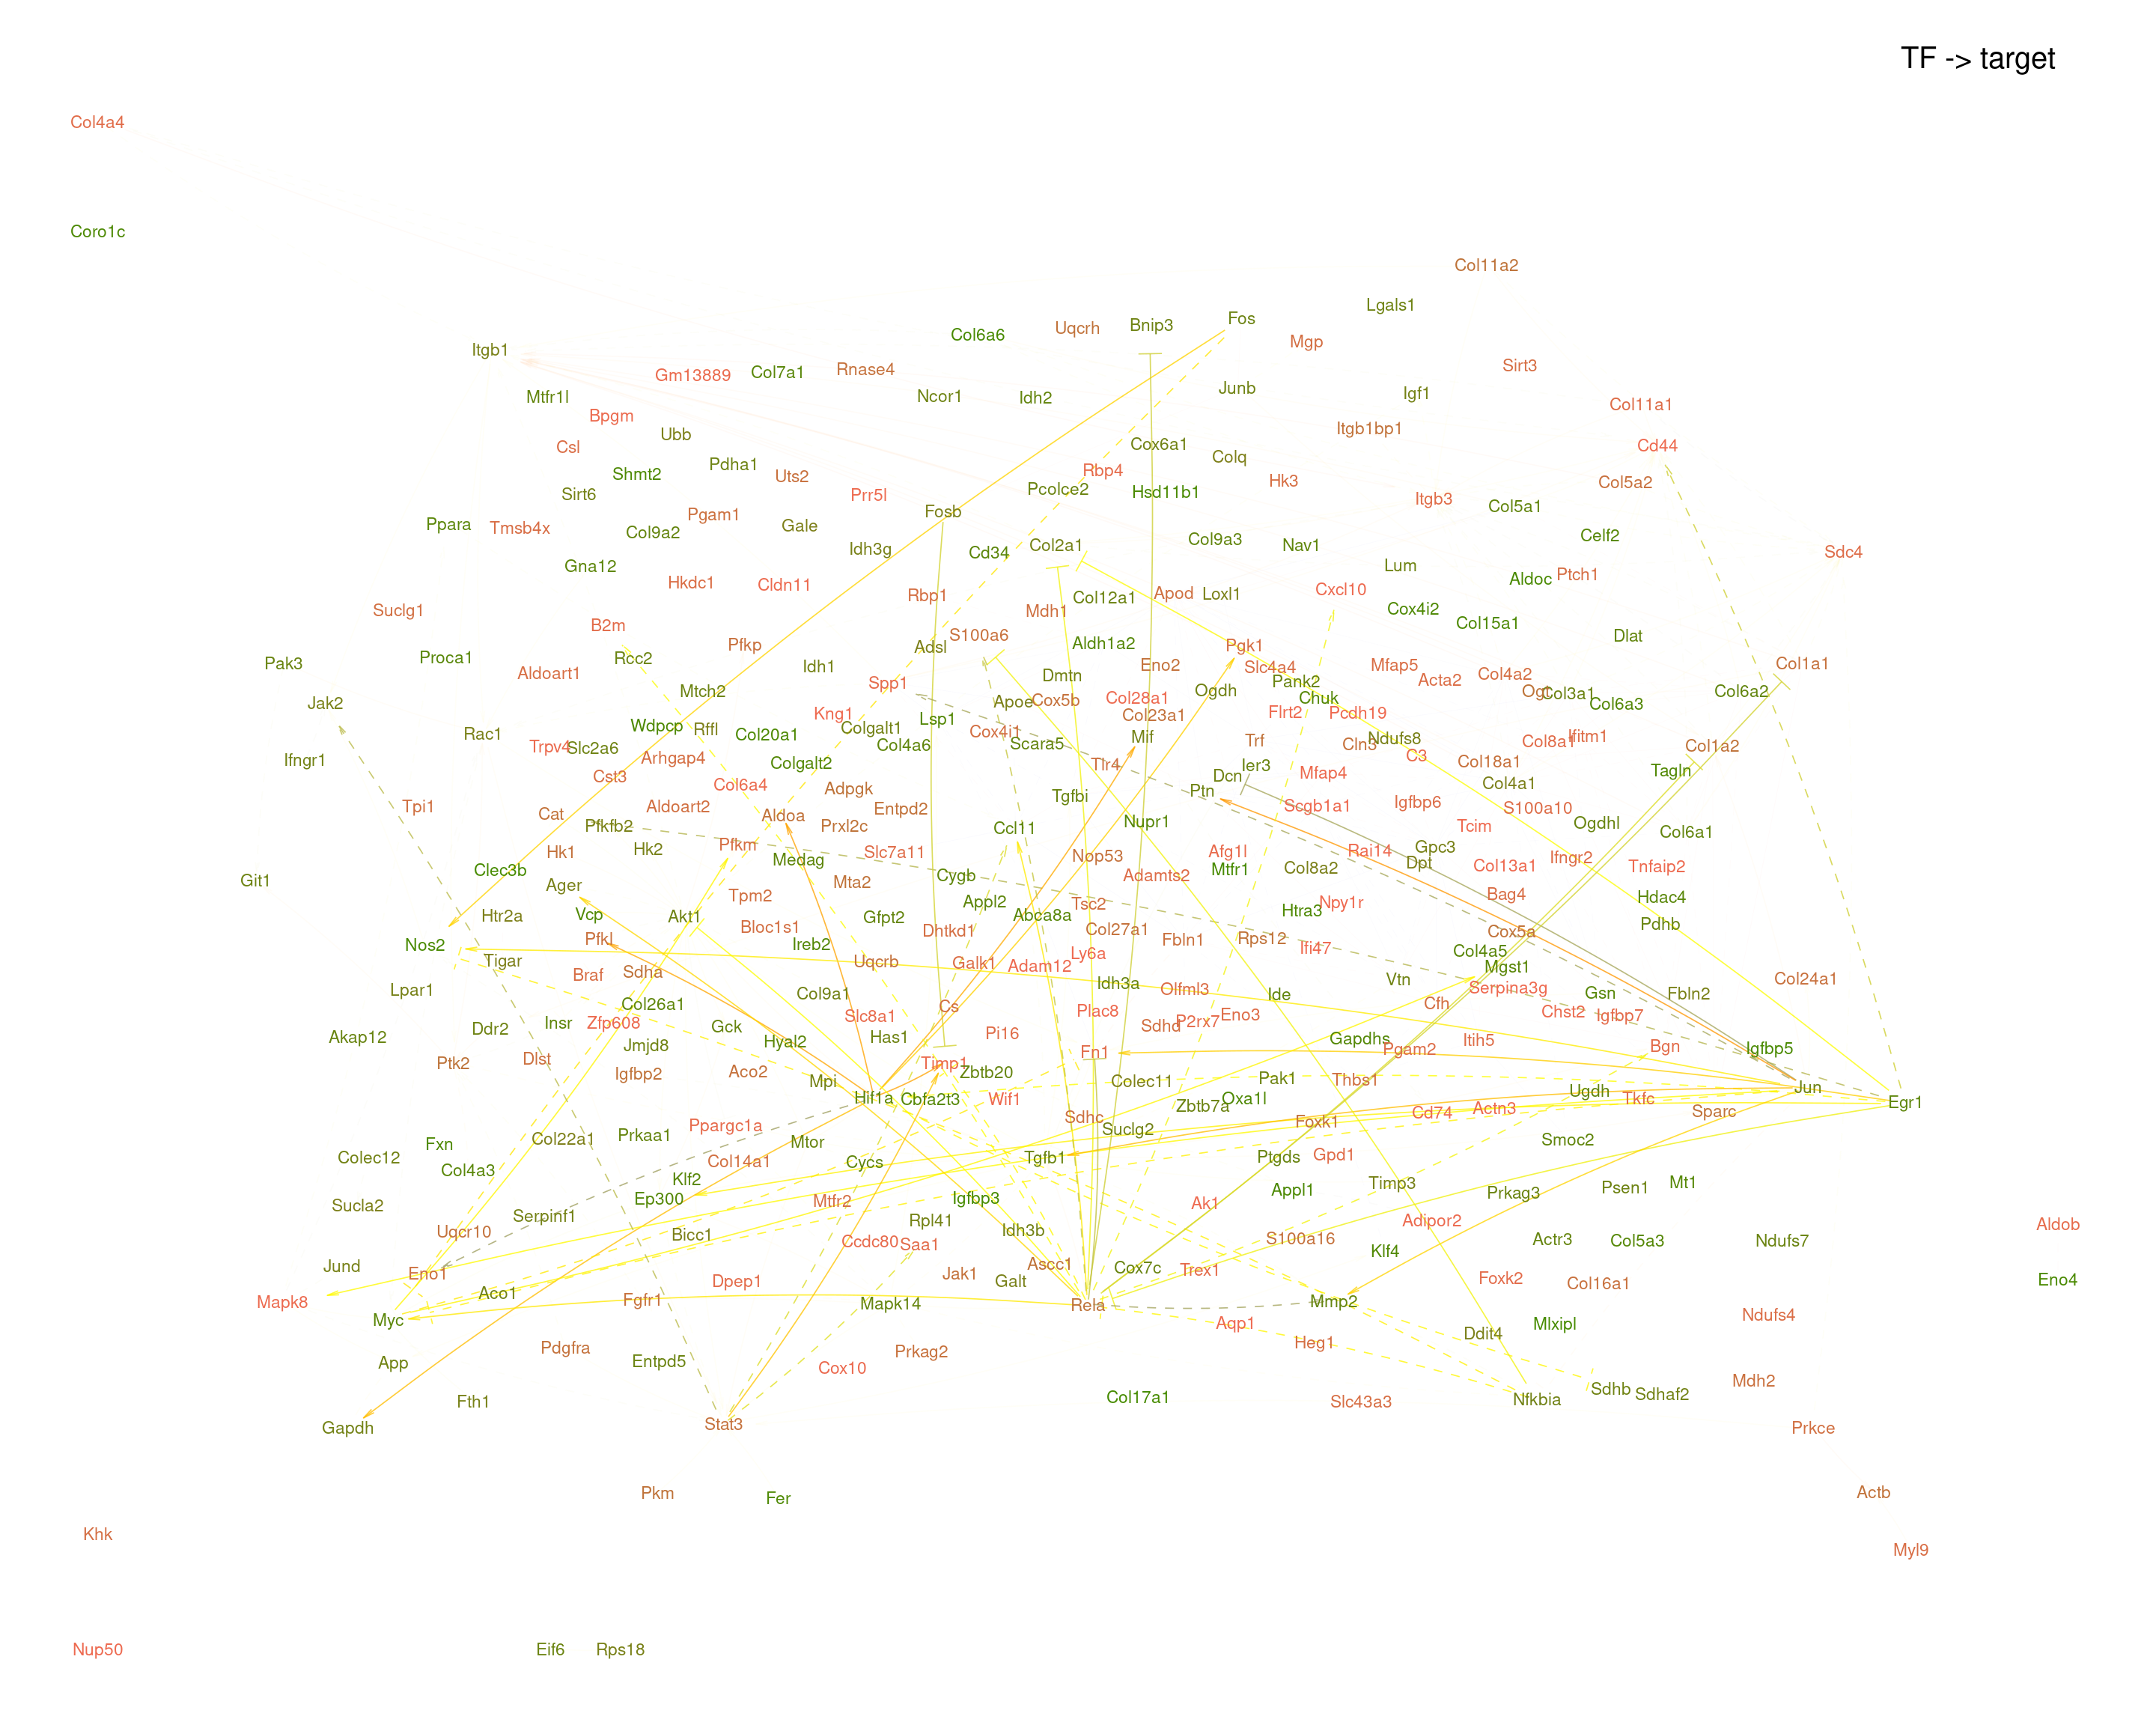 TF -> target
Col4a4
Coro1c
Col11a2
Lgals1
Fos
Bnip3
Uqcrh
Col6a6
Mgp
Itgb1
Sirt3
Rnase4
Col7a1
Gm13889
Junb
Igf1
Ncor1
Idh2
Mtfr1l
Col11a1
Bpgm
Itgb1bp1
Ubb
Cox6a1
Cd44
Csl
Colq
Pdha1
Rbp4
Shmt2
Uts2
Hk3
Col5a2
Pcolce2
Hsd11b1
Sirt6
Prr5l
Itgb3
Col5a1
Fosb
Pgam1
Ppara
Tmsb4x
Gale
Col9a2
Celf2
Col9a3
Col2a1
Nav1
Idh3g
Cd34
Sdc4
Gna12
Lum
Ptch1
Aldoc
Hkdc1
Cldn11
Cxcl10
Apod
Loxl1
Rbp1
Col12a1
Suclg1
Mdh1
Cox4i2
Col15a1
B2m
S100a6
Dlat
Aldh1a2
Pfkp
Adsl
Pgk1
Proca1
Rcc2
Pak3
Idh1
Eno2
Slc4a4
Mfap5
Col1a1
Aldoart1
Dmtn
Col4a2
Acta2
Pank2
Spp1
Mtch2
Ogdh
Col6a2
Ogt
Col3a1
Chuk
Col28a1
Apoe
Cox5b
Jak2
Col6a3
Kng1
Flrt2
Pcdh19
Col23a1
Lsp1
Wdpcp
Rffl
Colgalt1
Cox4i1
Rac1
Col20a1
Mif
Ifitm1
Ndufs8
Trf
Cln3
Col8a1
Scara5
Col4a6
Col1a2
Trpv4
Slc2a6
C3
Arhgap4
Ifngr1
Col18a1
Colgalt2
Tlr4
Ier3
Tagln
Mfap4
Dcn
Cst3
Col6a4
Col4a1
Adpgk
Ptn
Tgfbi
Igfbp6
Tpi1
Aldoart2
Scgb1a1
S100a10
Entpd2
Cat
Aldoa
Nupr1
Ogdhl
Pfkfb2
Prxl2c
Tcim
Ccl11
Col6a1
Pfkm
Gpc3
Hk2
Hk1
Slc7a11
Afg1l
Rai14
Nop53
Ifngr2
Medag
Dpt
Col13a1
Tnfaip2
Clec3b
Mtfr1
Col8a2
Cygb
Adamts2
Git1
Mta2
Ager
Bag4
Tpm2
Hdac4
Appl2
Npy1r
Tsc2
Htra3
Vcp
Htr2a
Akt1
Gfpt2
Abca8a
Pdhb
Bloc1s1
Dhtkd1
Col27a1
Cox5a
Pfkl
Fbln1
Rps12
Nos2
Ireb2
Ifi47
Col4a5
Ly6a
Tigar
Uqcrb
Galk1
Adam12
Mgst1
Sdha
Braf
Vtn
Col24a1
Idh3a
Serpina3g
Olfml3
Lpar1
Gsn
Fbln2
Col9a1
Ide
Col26a1
Cfh
Cs
Plac8
Chst2
Igfbp7
Eno3
Slc8a1
P2rx7
Insr
Zfp608
Sdhd
Gck
Ddr2
Pi16
Akap12
Has1
Gapdhs
Itih5
Hyal2
Jmjd8
Bgn
Igfbp5
Pgam2
Fn1
Dlst
Ptk2
Timp1
Zbtb20
Aco2
Igfbp2
Pak1
Thbs1
Mpi
Colec11
Jun
Ugdh
Hif1a
Cbfa2t3
Wif1
Oxa1l
Tkfc
Egr1
Zbtb7a
Actn3
Cd74
Sparc
Sdhc
Foxk1
Ppargc1a
Suclg2
Prkaa1
Col22a1
Smoc2
Mtor
Fxn
Colec12
Tgfb1
Ptgds
Gpd1
Col14a1
Cycs
Col4a3
Klf2
Timp3
Mt1
Psen1
Appl1
Prkag3
Ep300
Igfbp3
Mtfr2
Ak1
Sucla2
Serpinf1
Rpl41
Adipor2
Aldob
Idh3b
Uqcr10
Bicc1
S100a16
Actr3
Col5a3
Ndufs7
Ccdc80
Saa1
Klf4
Ascc1
Cox7c
Jund
Trex1
Eno1
Jak1
Foxk2
Eno4
Dpep1
Galt
Col16a1
Aco1
Mapk8
Fgfr1
Mapk14
Rela
Mmp2
Ndufs4
Myc
Aqp1
Mlxipl
Ddit4
Heg1
Pdgfra
Prkag2
App
Entpd5
Cox10
Mdh2
Sdhb
Sdhaf2
Col17a1
Nfkbia
Fth1
Slc43a3
Gapdh
Stat3
Prkce
Pkm
Actb
Fer
Khk
Myl9
Nup50
Eif6
Rps18